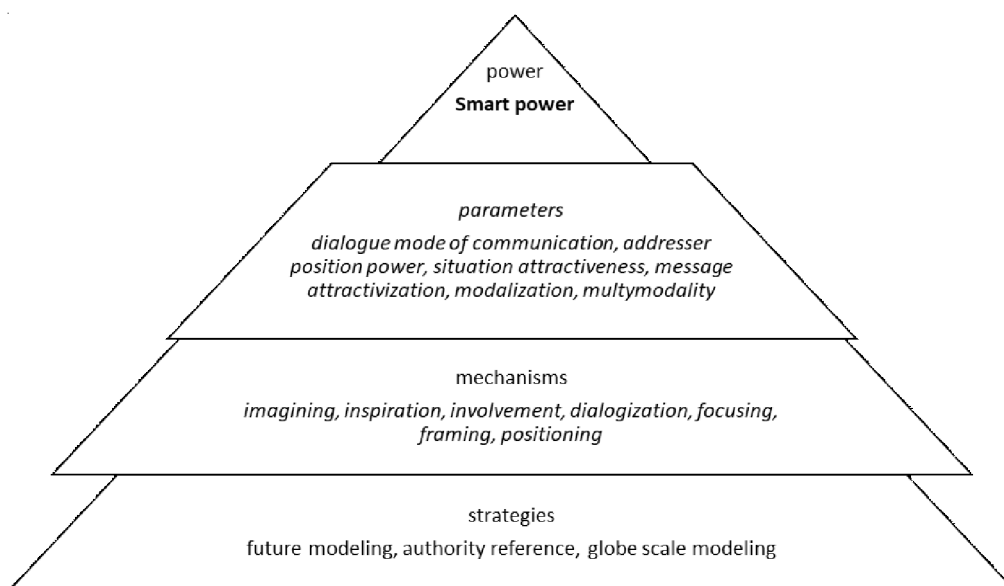 power
Smart power
parameters
dialogue mode of communication, addresser
position power, situation attractiveness, message
attractivization, modalization, multymodality
mechanisms
imagining, inspiration, involvement, dialogization, focusing,
framing, positioning
strategies
future modeling, authority reference, globe scale modeling